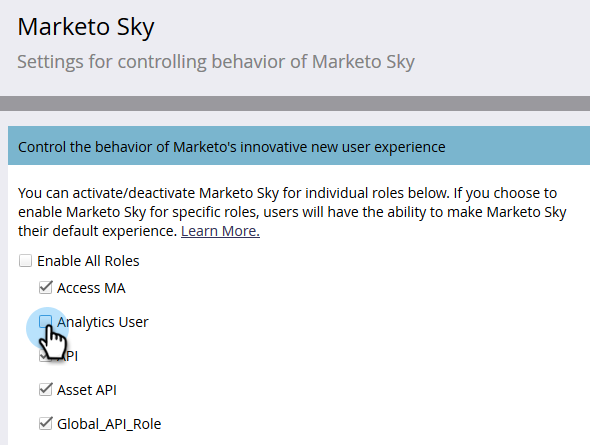 Marketo Sky
Settings for controlling behavior of Marketo Sky
Control the behavior of Marketo's innovative new user experience
You can activate/deactivate Marketo Sky for individual roles below. If you choose to
enable Marketo Sky for specific roles, users will have the ability to make Marketo Sky
their default experience. Learn More.
Enable All Roles
Access MA
Analytics User
API
Asset API
Global_API_Role